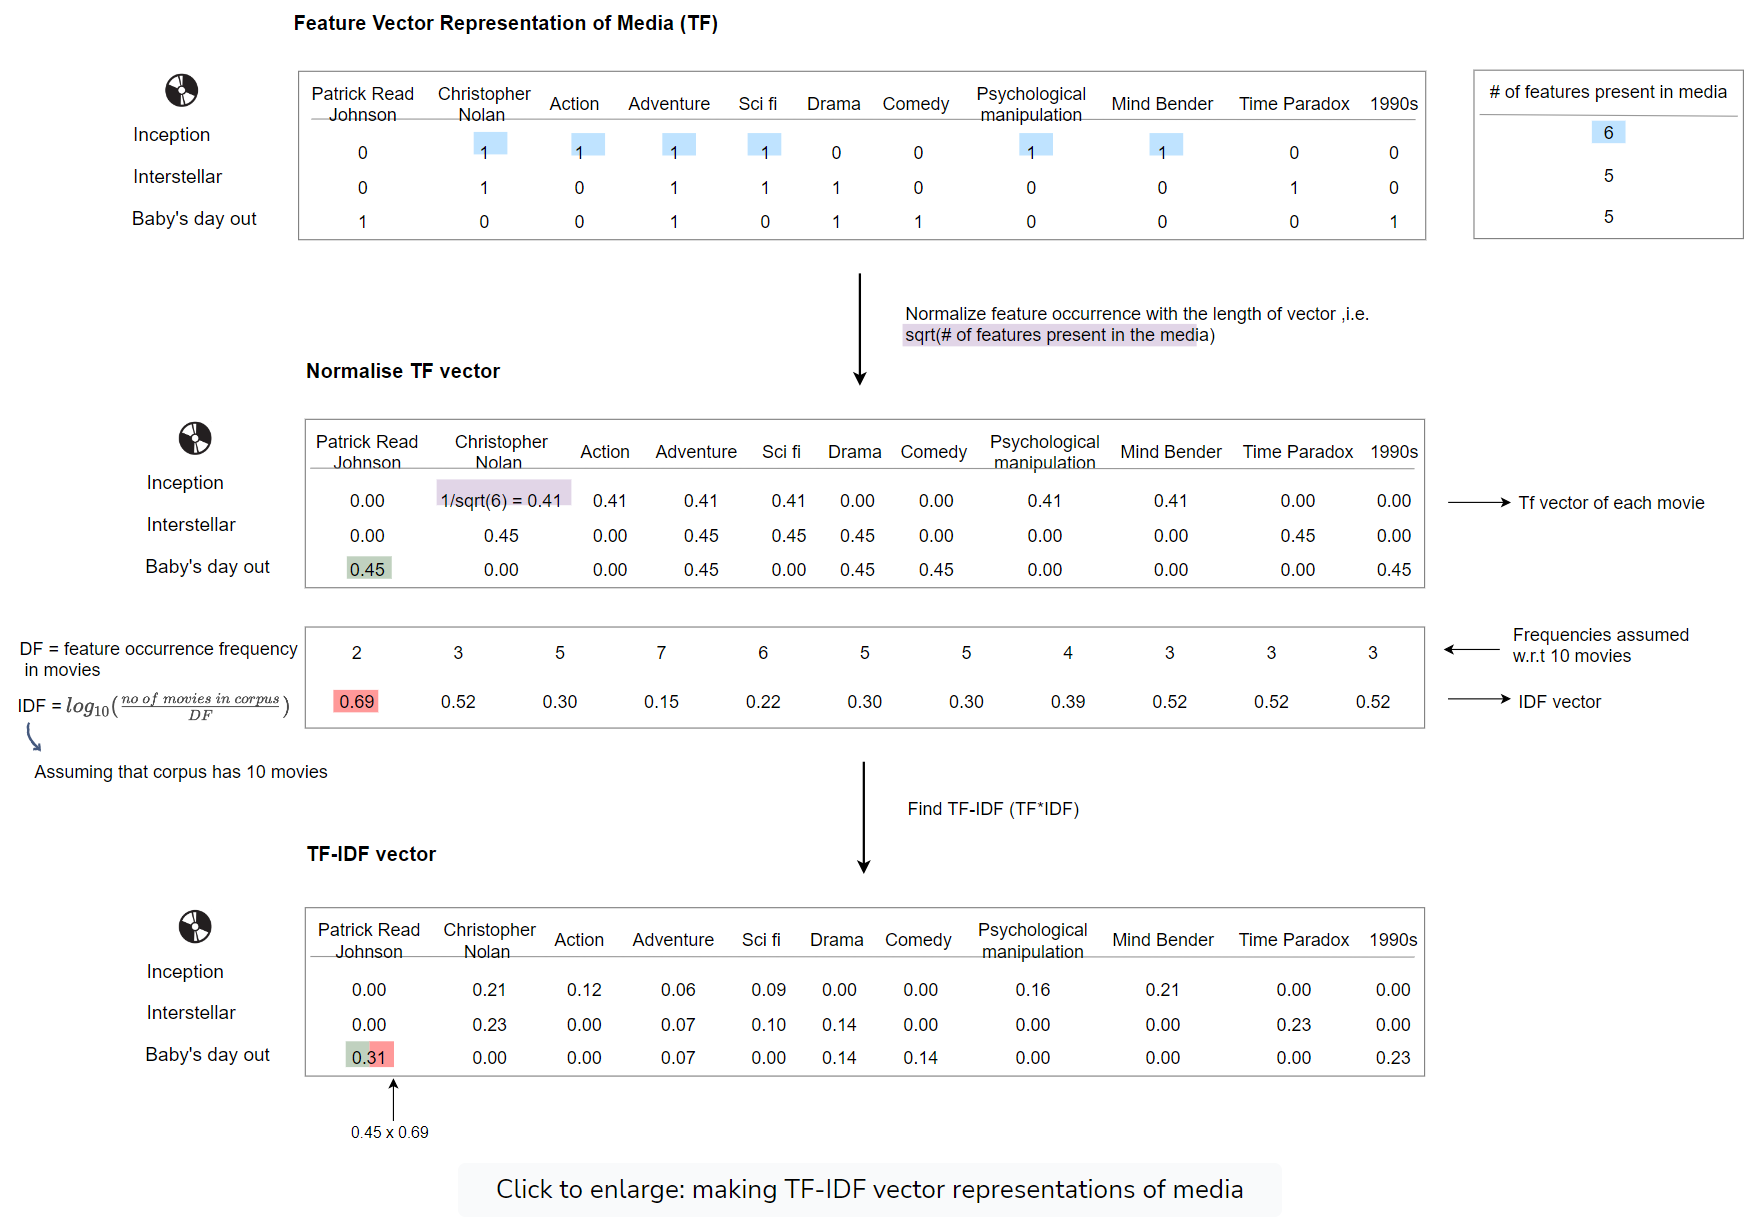 Feature Vector Representation of Media (TF)
Patrick Read Johnson Christopher Nolan Action Adventure Sci fi Drama Comedy Psychological manipulation Mind Bender Time Paradox 1990s
# of features present in media
Inception 0 1 1 1 1 0 0 1 1 0 0 6
Interstellar 0 1 0 1 1 1 0 0 0 1 0 5
Baby's day out 1 0 0 1 0 1 1 0 0 0 1 5
Normalize feature occurrence with the length of vector ,i.e.
sqrt(# of features present in the media)
Normalise TF vector
Patrick Read Johnson Christopher Nolan Action Adventure Sci fi Drama Comedy Psychological manipulation Mind Bender Time Paradox 1990s
Inception 0.00 1/sqrt(6) = 0.41 0.41 0.41 0.41 0.00 0.00 0.41 0.41 0.00 0.00
Tf vector of each movie
Interstellar 0.00 0.45 0.00 0.45 0.45 0.45 0.00 0.00 0.00 0.45 0.00
Baby's day out 0.45 0.00 0.00 0.45 0.00 0.45 0.45 0.00 0.00 0.00 0.45
DF = feature occurrence frequency
in movies
2 3 5 7 6 5 5 4 3 3 3
Frequencies assumed
w.r.t 10 movies
IDF = log10(no of movies in corpus/DF)
0.69 0.52 0.30 0.15 0.22 0.30 0.30 0.39 0.52 0.52 0.52
IDF vector
Assuming that corpus has 10 movies
Find TF-IDF (TF*IDF)
TF-IDF vector
Patrick Read Johnson Christopher Nolan Action Adventure Sci fi Drama Comedy Psychological manipulation Mind Bender Time Paradox 1990s
Inception 0.00 0.21 0.12 0.06 0.09 0.00 0.00 0.16 0.21 0.00 0.00
Interstellar 0.00 0.23 0.00 0.07 0.10 0.14 0.00 0.00 0.00 0.23 0.00
Baby's day out 0.31 0.00 0.00 0.07 0.00 0.14 0.14 0.00 0.00 0.00 0.23
0.45 x 0.69
Click to enlarge: making TF-IDF vector representations of media